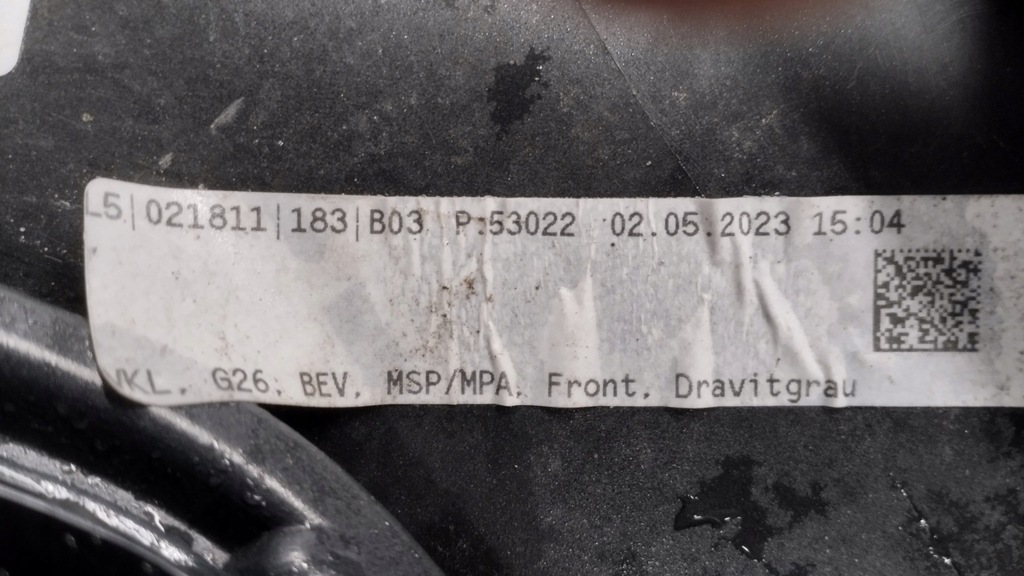 L5|021811|183|B03 P:53022 02.05.2023 15:04
VKL, G26, BEV, MSP/MPA, Front, Dravitgrau